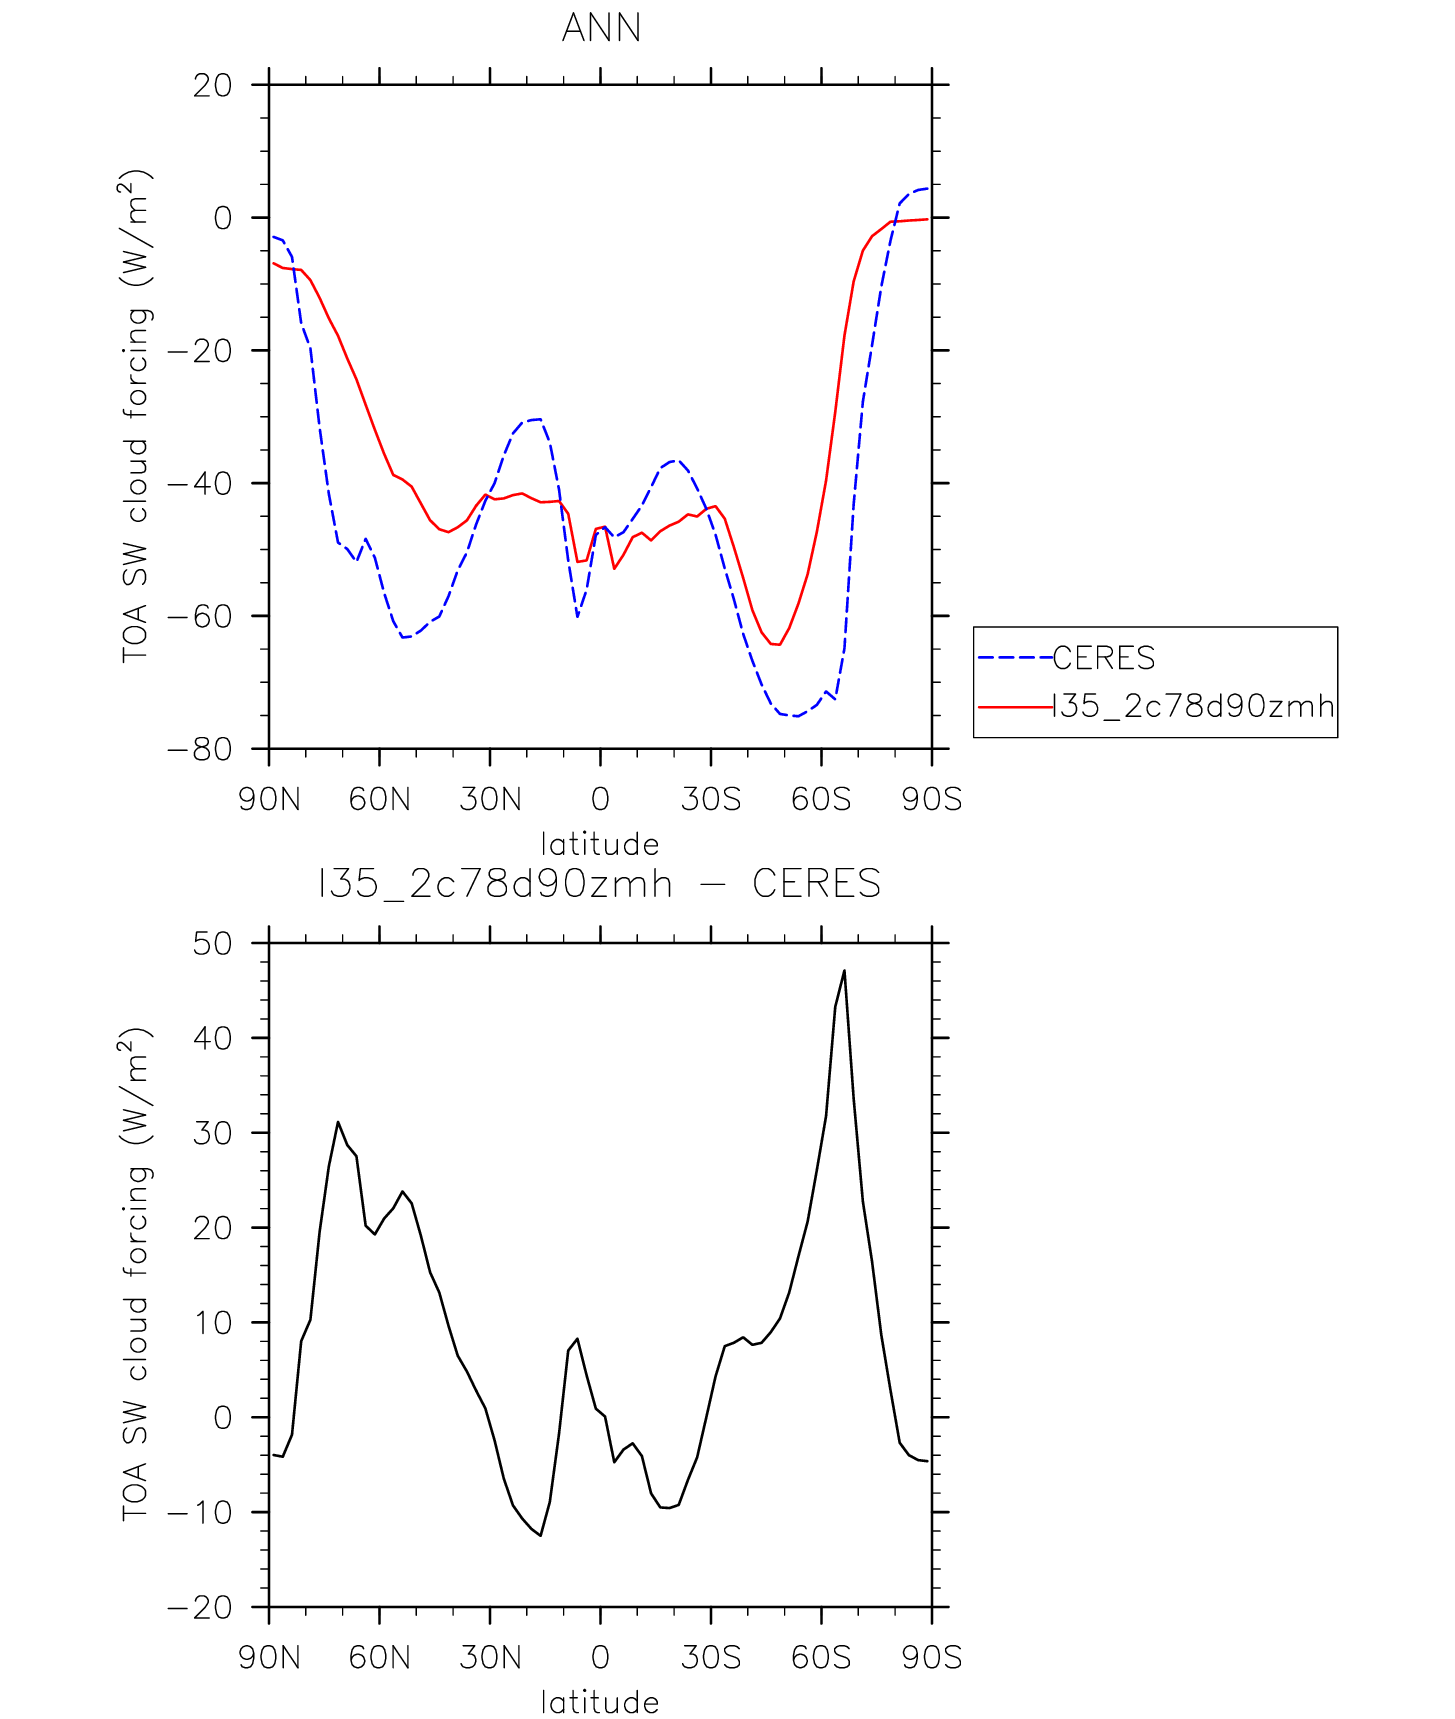 ANN
TOA SW cloud forcing (W/m²)
20
0
−20
−40
−60
−80
90N 60N 30N 0 30S 60S 90S
latitude
CERES
I35_2c78d90zmh
I35_2c78d90zmh − CERES
TOA SW cloud forcing (W/m²)
50
40
30
20
10
0
−10
−20
90N 60N 30N 0 30S 60S 90S
latitude